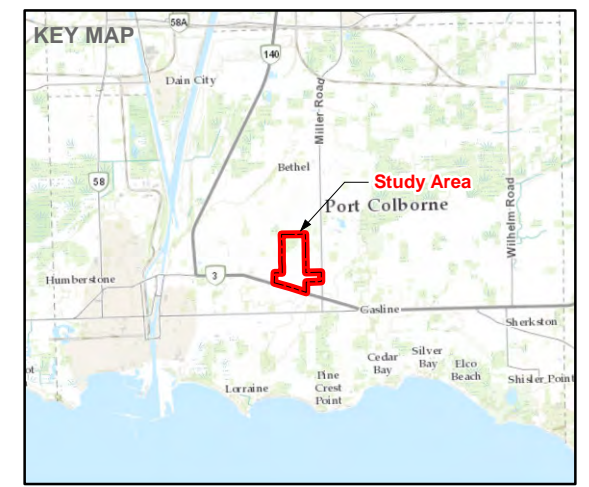 KEY MAP
58A
140
Dain City
Miller Road
Bethel
58
Study Area
Port Colborne
Wilhelm Road
Humberstone
3
Gasline
Sherkston
Cedar
Bay
Silver
Bay
Elco
Beach
Shisler Point
Pine
Crest
Point
Lorraine